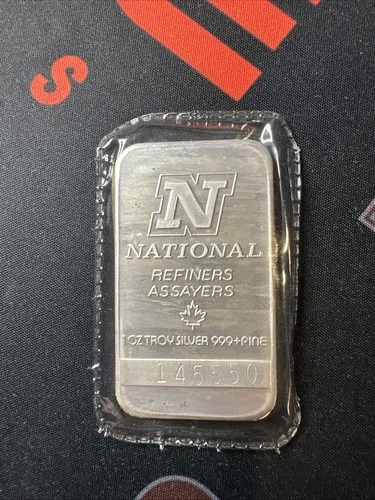 S
N
NATIONAL
REFINERS
ASSAYERS
1 OZ TROY SILVER 999+FINE
145550